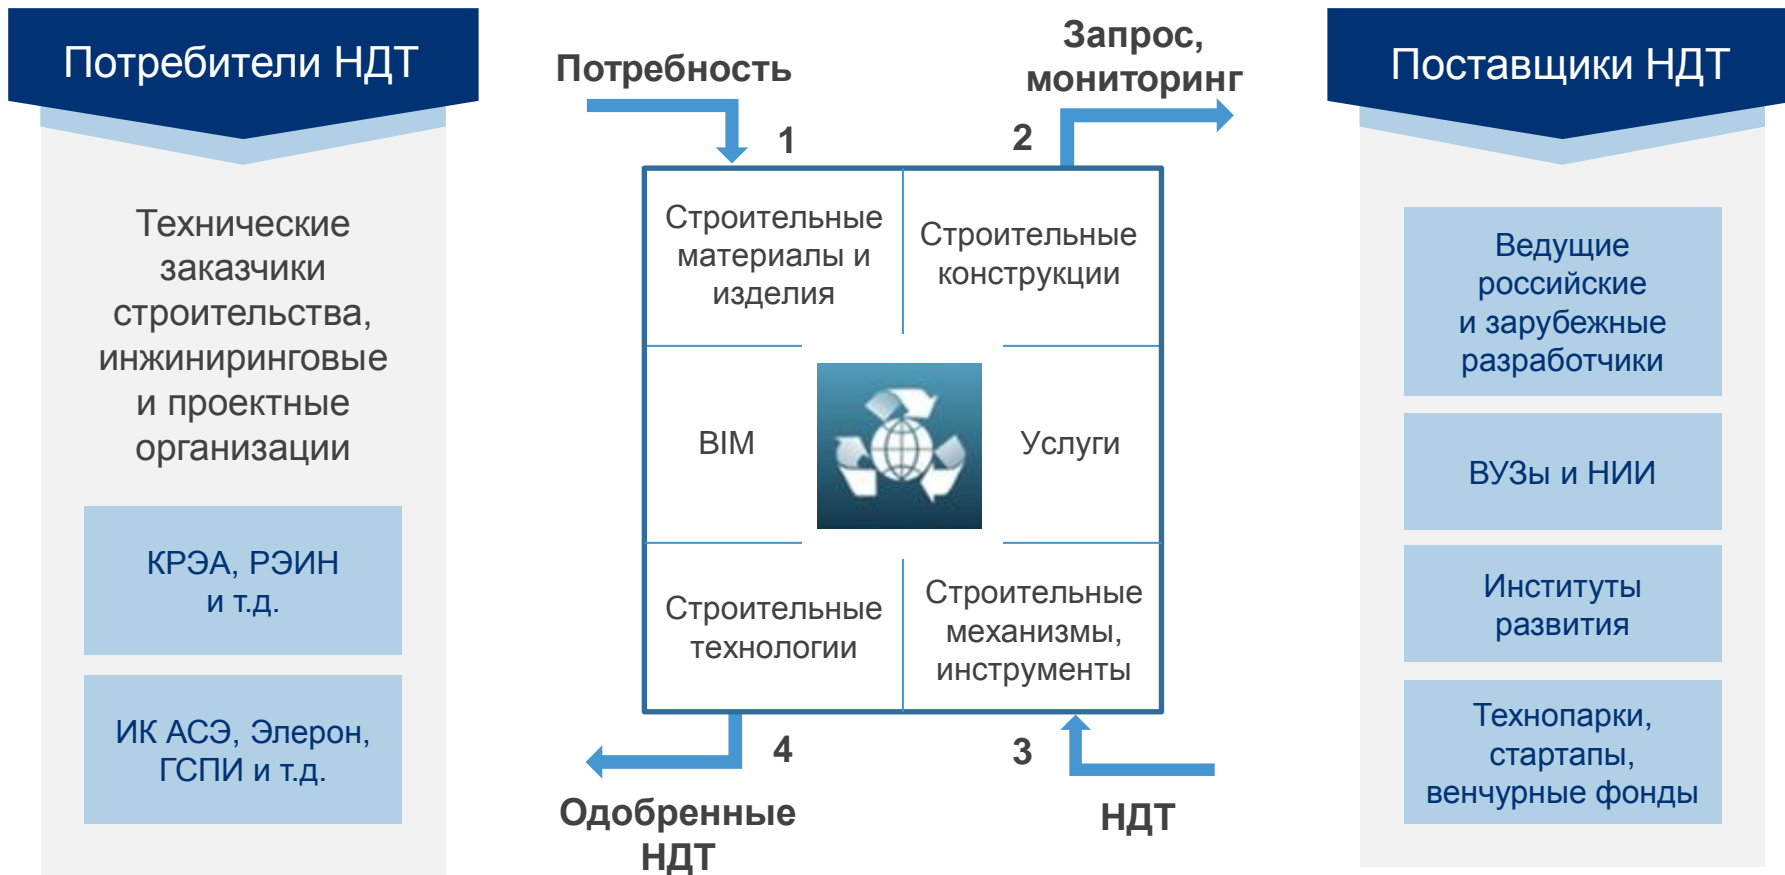 Потребители НДТ
Технические
заказчики
строительства,
инжиниринговые
и проектные
организации
КРЭА, РЭИН
и т.д.
ИК АСЭ, Элерон,
ГСПИ и т.д.
Потребность
1
Запрос,
мониторинг
2
Строительные
материалы и
изделия
Строительные
конструкции
BIM
Услуги
Строительные
технологии
Строительные
механизмы,
инструменты
4
Одобренные
НДТ
3
НДТ
Поставщики НДТ
Ведущие
российские
и зарубежные
разработчики
ВУЗы и НИИ
Институты
развития
Технопарки,
стартапы,
венчурные фонды